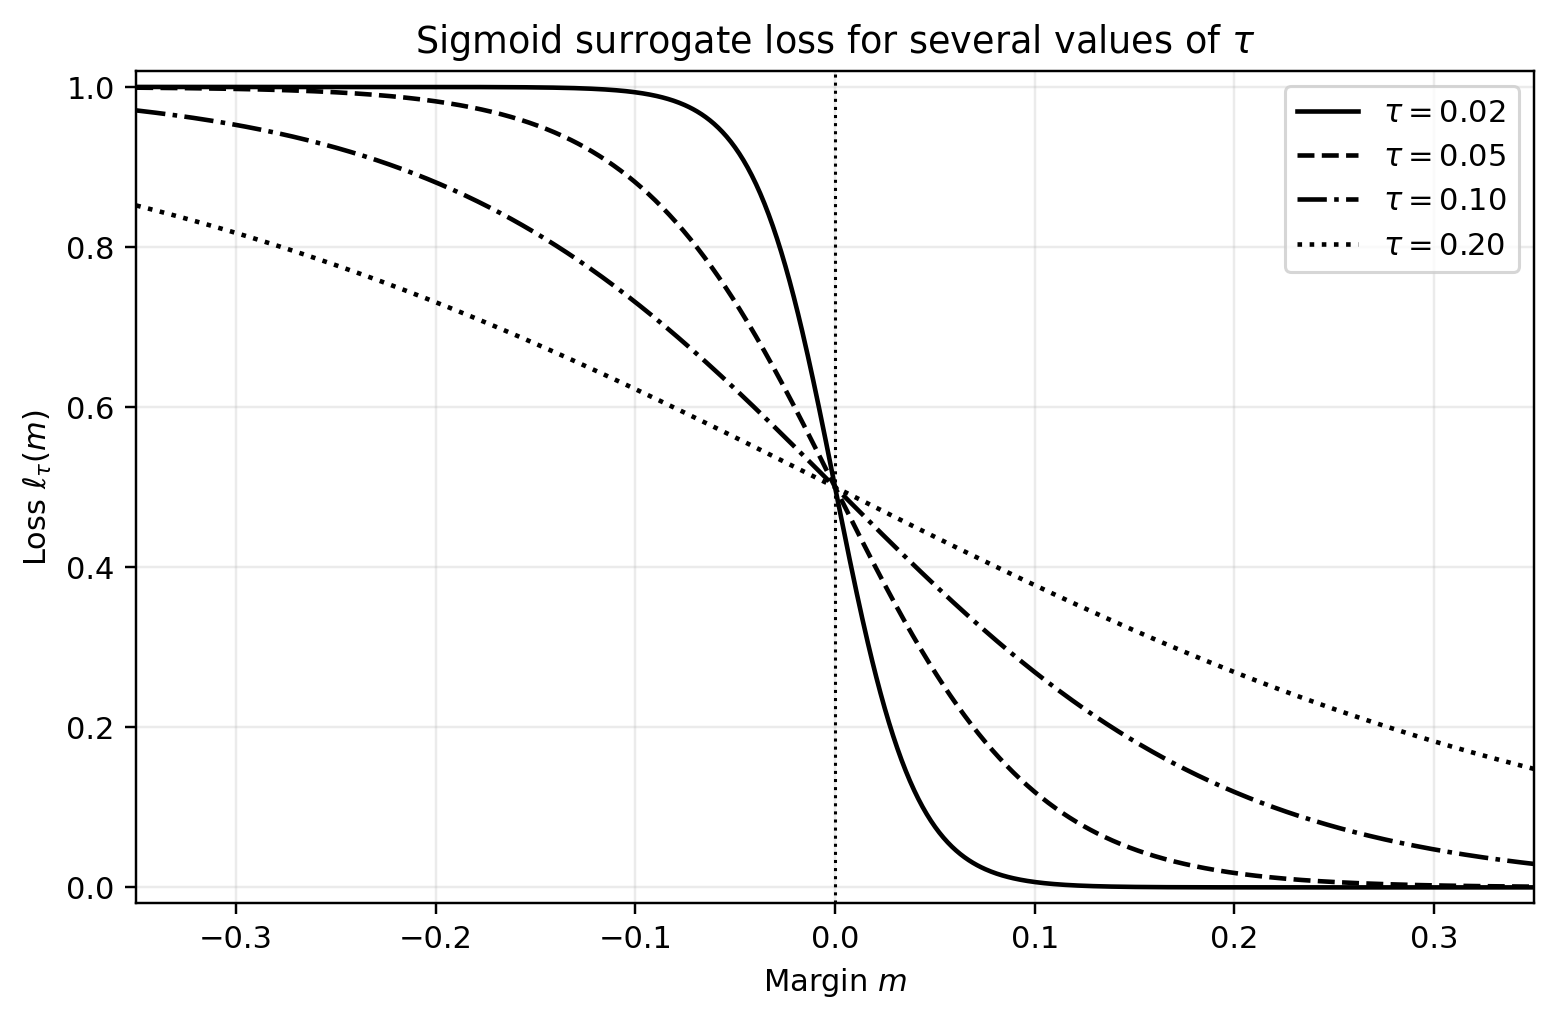 Sigmoid surrogate loss for several values of τ
Loss ℓτ(m)
1.0
0.8
0.6
0.4
0.2
0.0
τ = 0.02
τ = 0.05
τ = 0.10
τ = 0.20
−0.3 −0.2 −0.1 0.0 0.1 0.2 0.3
Margin m